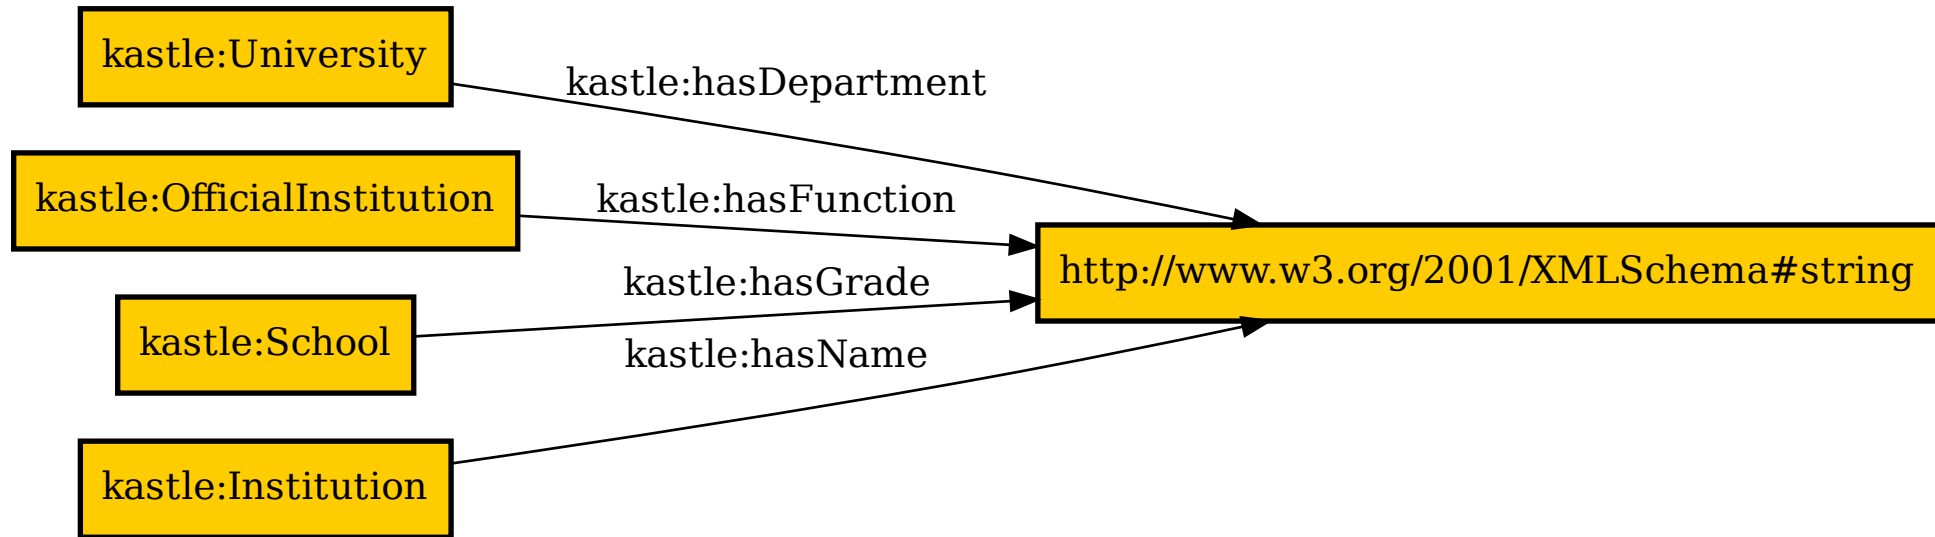 kastle:University
kastle:hasDepartment
kastle:OfficialInstitution
kastle:hasFunction
http://www.w3.org/2001/XMLSchema#string
kastle:hasGrade
kastle:School
kastle:hasName
kastle:Institution